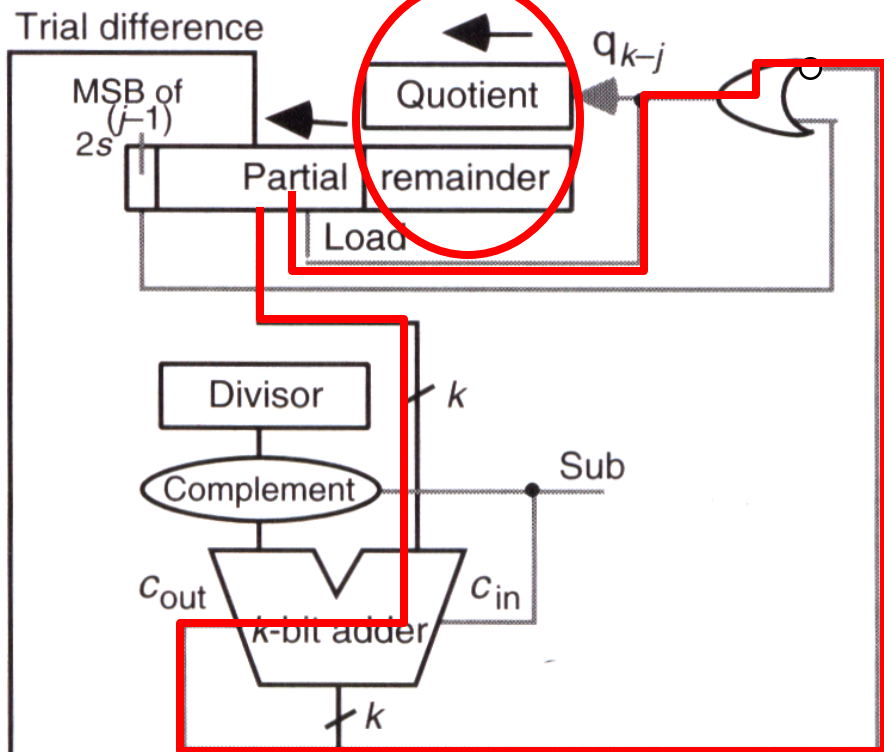 Trial difference
q k–j
Quotient
MSB of
2s (j–1)
Partial remainder
Load
Divisor
k
Complement
Sub
c out
c in
k-bit adder
k